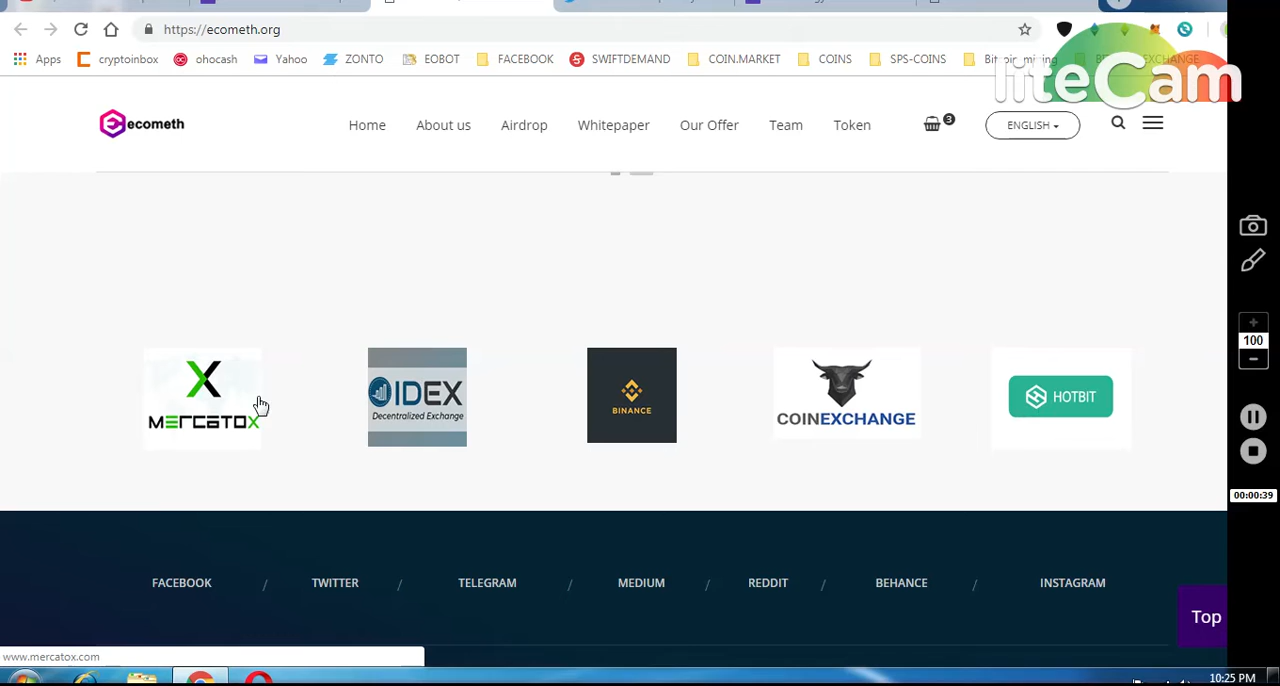 https://ecometh.org
Apps cryptoinbox ohocash Yahoo ZONTO EOBOT FACEBOOK SWIFTDEMAND COIN.MARKET COINS SPS-COINS EXCHANGE
liteCam
ecometh Home About us Airdrop Whitepaper Our Offer Team Token 3 ENGLISH
100
MERCATOX
IDEX
Decentralized Exchange
BINANCE
COINEXCHANGE
HOTBIT
00:00:39
FACEBOOK / TWITTER / TELEGRAM / MEDIUM / REDDIT / BEHANCE / INSTAGRAM
Top
www.mercatox.com
10:25 PM